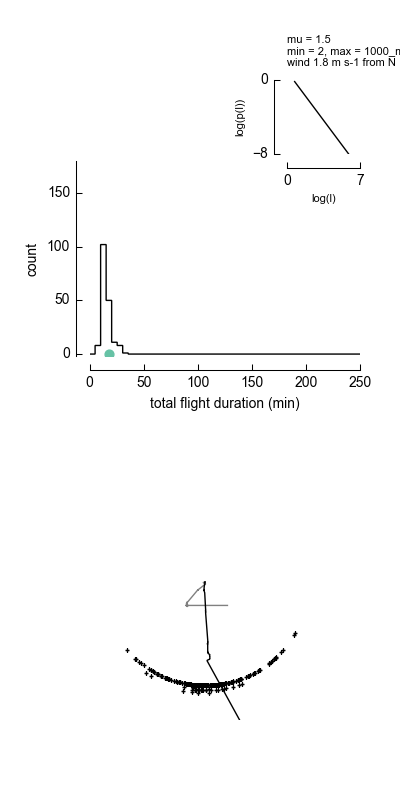 mu = 1.5
min = 2, max = 1000_m
wind 1.8 m s-1 from N
0
log(p(l))
−8
0
7
log(l)
150
100
50
0
count
0
50
100
150
200
250
total flight duration (min)